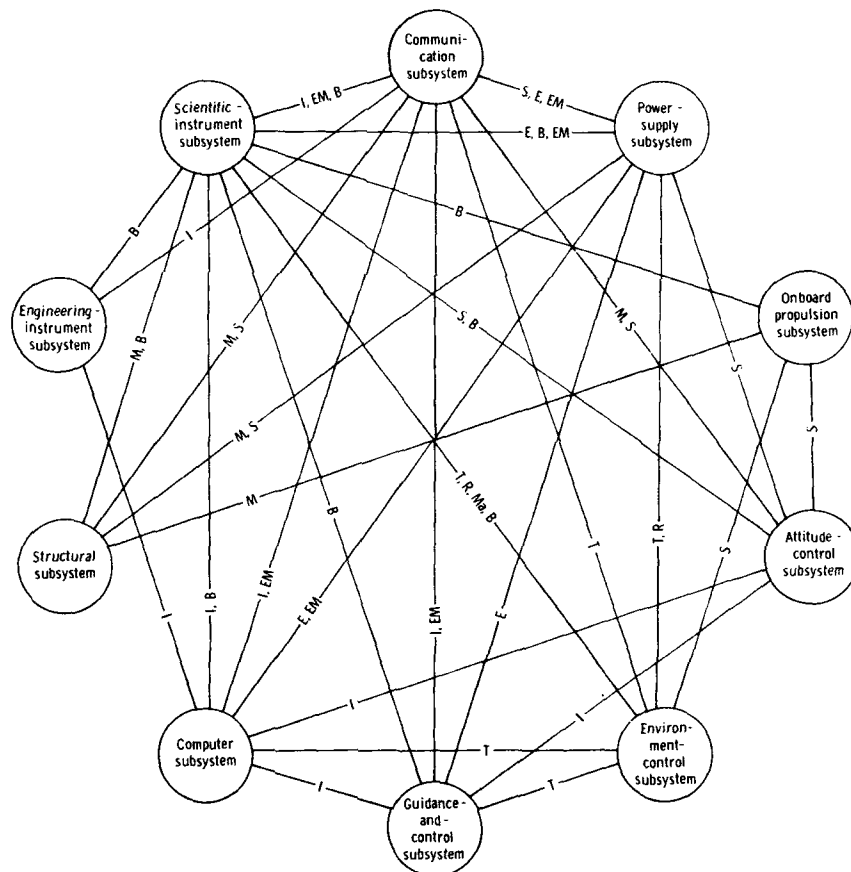 Communi-
cation
subsystem
Scientific-
instrument
subsystem
I, EM, B
S, E, EM
Power-
supply
subsystem
E, B, EM
B
I
B
Engineering-
instrument
subsystem
Onboard
propulsion
subsystem
M, B
M, S
S, B
M, S
S
S
M, S
M
T, R, Ma, B
B
T
T, R
S
Structural
subsystem
Attitude-
control
subsystem
I
I, B
I, EM
E, EM
I, EM
E
I
I
Computer
subsystem
T
Environ-
ment-
control
subsystem
I
T
Guidance-
and-
control
subsystem